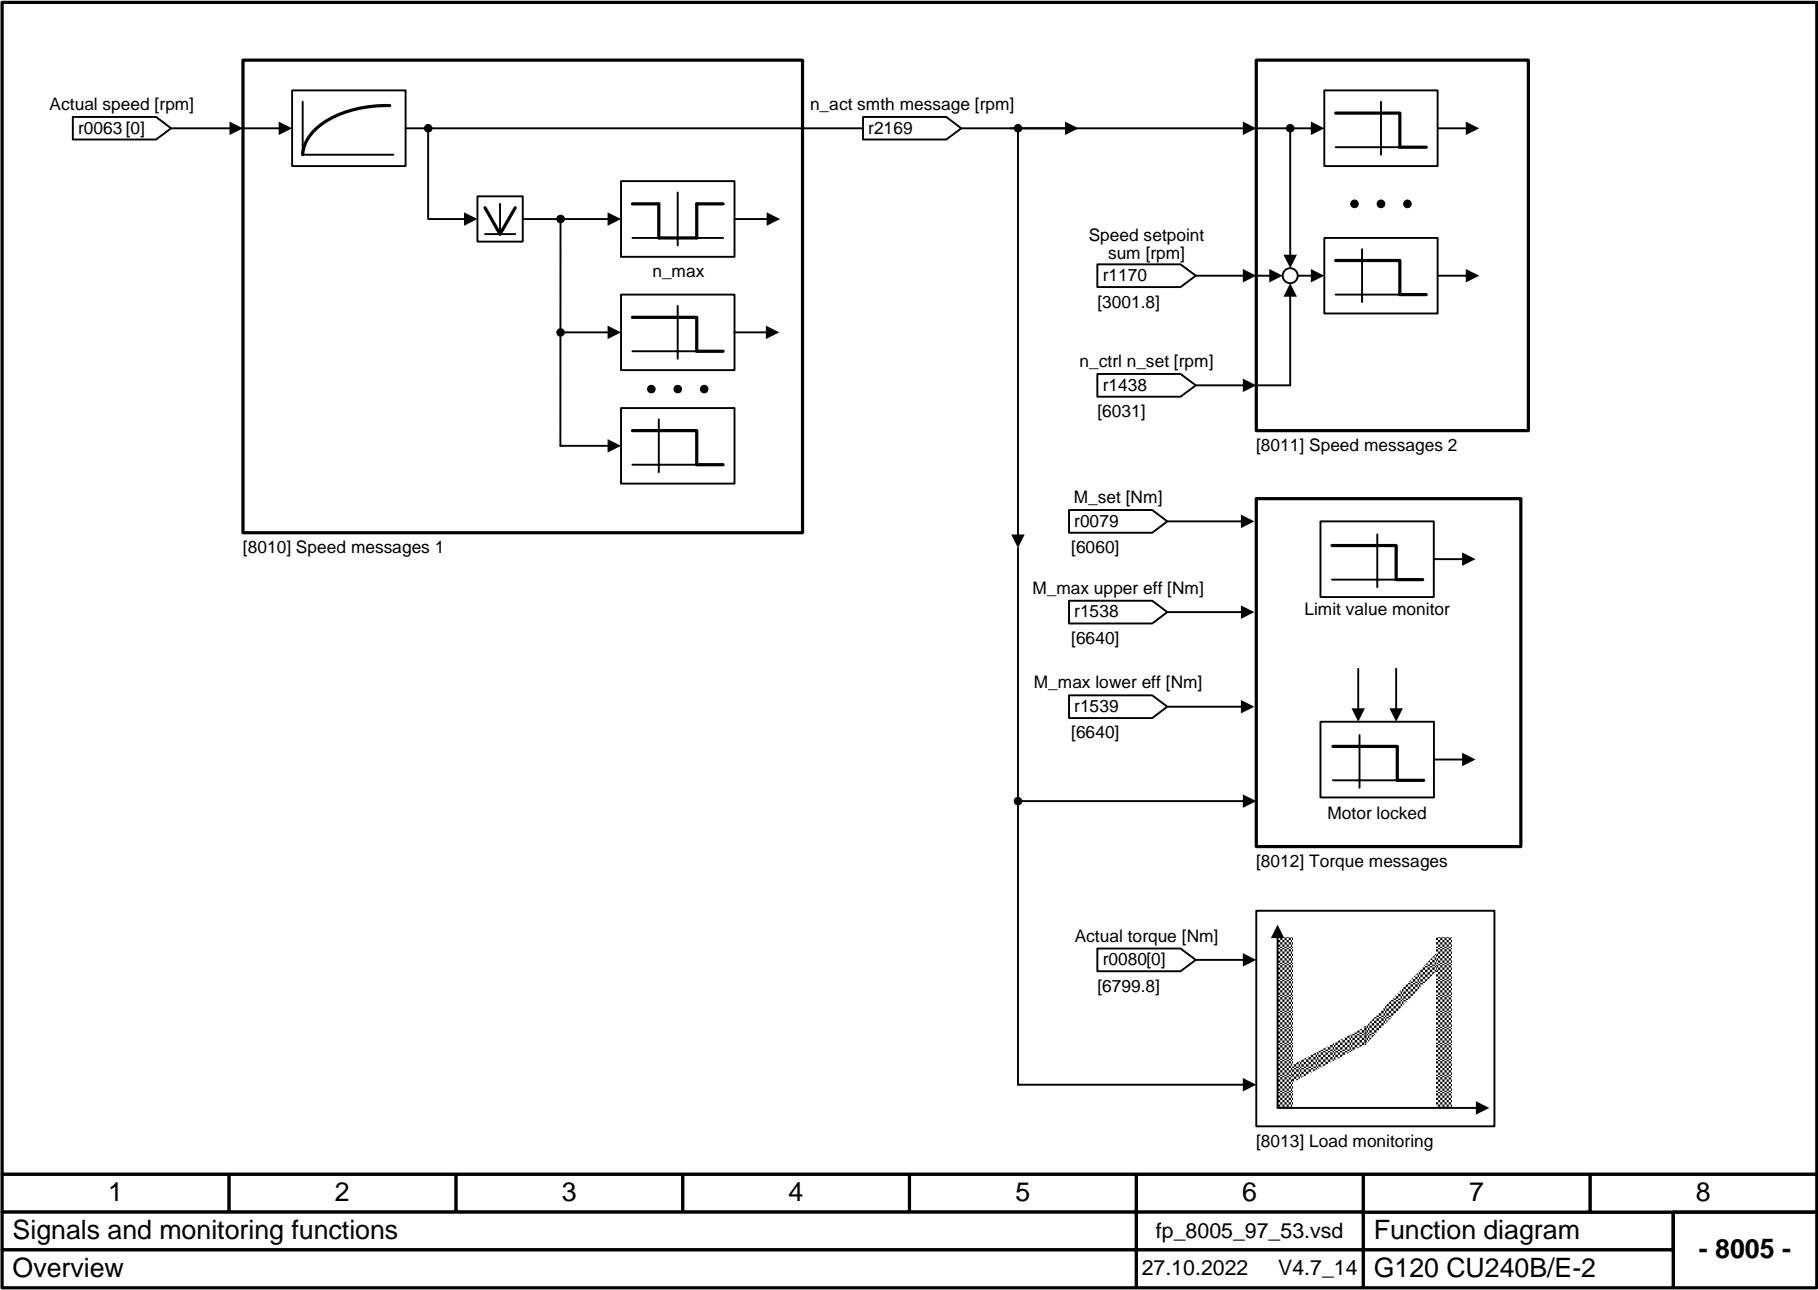 Actual speed [rpm]
r0063 [0]
n_max
[8010] Speed messages 1
n_act smth message [rpm]
r2169
Speed setpoint
sum [rpm]
r1170
[3001.8]
n_ctrl n_set [rpm]
r1438
[6031]
[8011] Speed messages 2
M_set [Nm]
r0079
[6060]
M_max upper eff [Nm]
r1538
[6640]
M_max lower eff [Nm]
r1539
[6640]
Limit value monitor
Motor locked
[8012] Torque messages
Actual torque [Nm]
r0080[0]
[6799.8]
[8013] Load monitoring
1 2 3 4 5 6 7 8
Signals and monitoring functions
fp_8005_97_53.vsd
Function diagram
- 8005 -
Overview
27.10.2022 V4.7_14
G120 CU240B/E-2